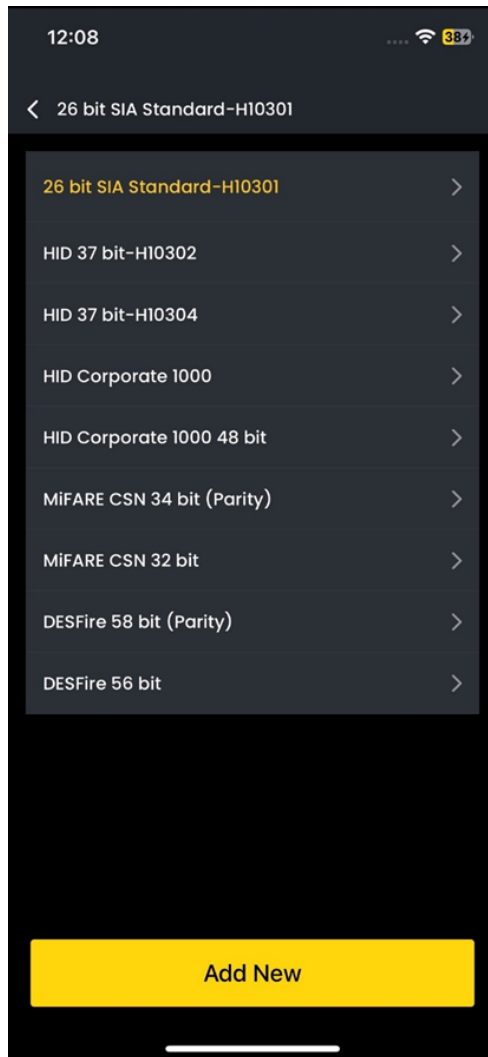 12:08
38
26 bit SIA Standard-H10301
26 bit SIA Standard-H10301
HID 37 bit-H10302
HID 37 bit-H10304
HID Corporate 1000
HID Corporate 1000 48 bit
MiFARE CSN 34 bit (Parity)
MiFARE CSN 32 bit
DESFire 58 bit (Parity)
DESFire 56 bit
Add New